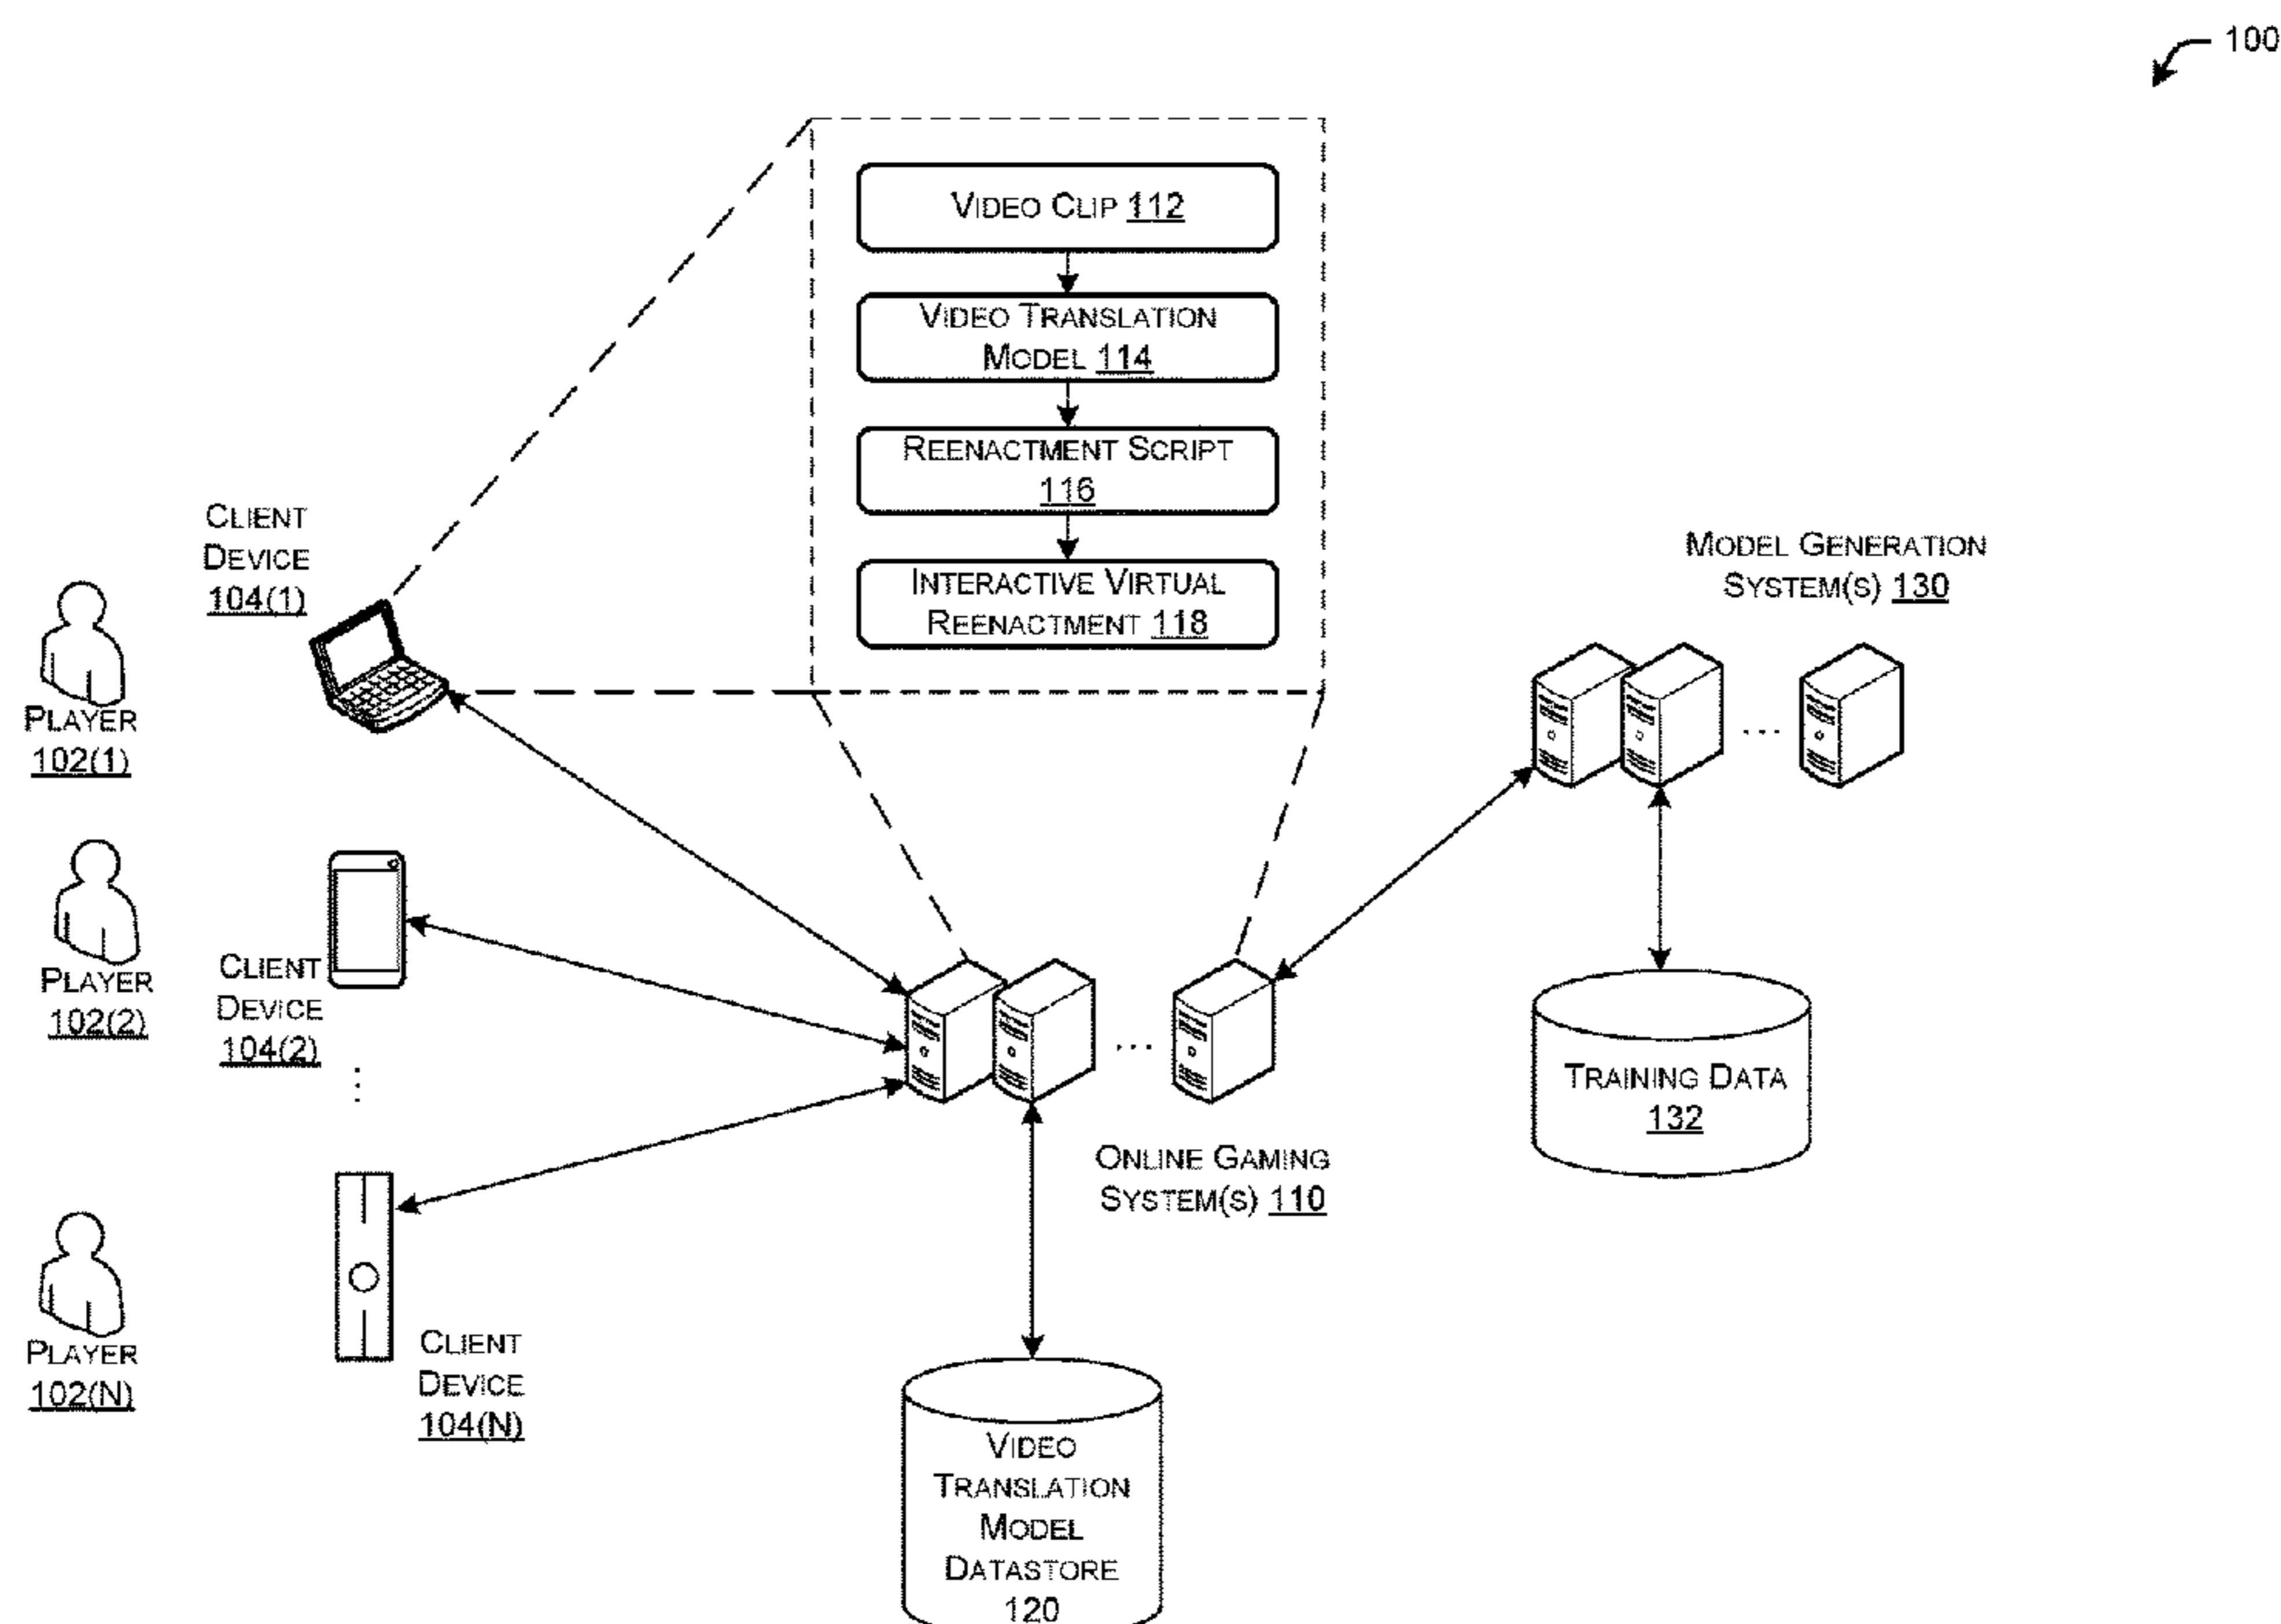 100
VIDEO CLIP 112
VIDEO TRANSLATION
MODEL 114
REENACTMENT SCRIPT
116
INTERACTIVE VIRTUAL
REENACTMENT 118
CLIENT
DEVICE
104(1)
PLAYER
102(1)
MODEL GENERATION
SYSTEM(S) 130
...
PLAYER
102(2)
CLIENT
DEVICE
104(2)
...
...
TRAINING DATA
132
ONLINE GAMING
SYSTEM(S) 110
PLAYER
102(N)
CLIENT
DEVICE
104(N)
VIDEO
TRANSLATION
MODEL
DATASTORE
120